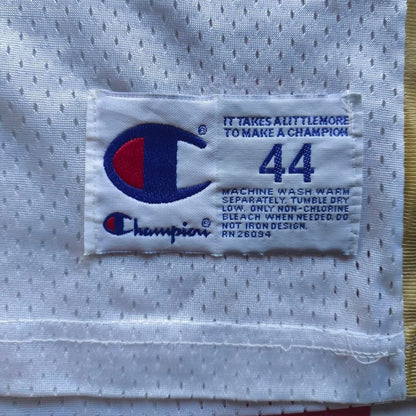 IT TAKES A LITTLE MORE
TO MAKE A CHAMPION
44
MACHINE WASH WARM
SEPARATELY. TUMBLE DRY
LOW. ONLY NON-CHLORINE
BLEACH WHEN NEEDED. DO
NOT IRON DESIGN.
RN 26094
®
Champion®